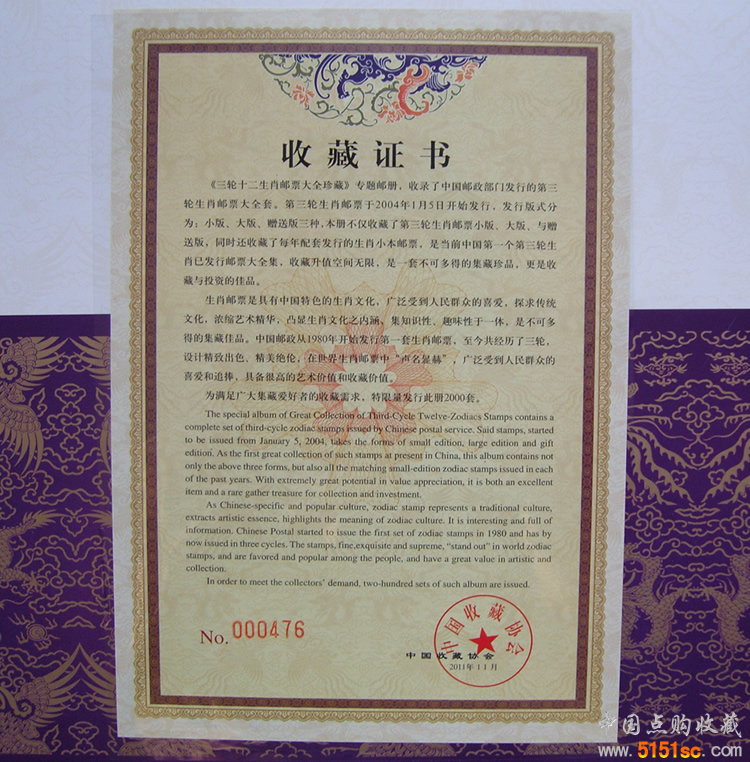 收藏证书
《三轮十二生肖邮票大全珍藏》专题邮册，收录了中国邮政部门发行的第三
轮生肖邮票大全套。第三轮生肖邮票于2004年1月5日开始发行，发行版式分
为：小版、大版、赠送版三种，本册不仅收藏了第三轮生肖邮票小版、大版、与赠
送版，同时还收藏了每年配套发行的生肖小本邮票，是当前中国第一个第三轮生
肖已发行邮票大全集，收藏升值空间无限，是一套不可多得的集藏珍品，更是收
藏与投资的佳品。
生肖邮票是具有中国特色的生肖文化，广泛受到人民群众的喜爱，探求传统
文化，浓缩艺术精华，凸显生肖文化之内涵，集知识性、趣味性于一体，是不可多
得的集藏佳品。中国邮政从1980年开始发行第一套生肖邮票，至今共经历了三轮，
设计精致出色，精美绝伦，在世界生肖邮票中“声名显赫”，广泛受到人民群众的
喜爱和追捧，具备很高的艺术价值和收藏价值。
为满足广大集藏爱好者的收藏需求，特限量发行此册2000套。
The special album of Great Collection of Third-Cycle Twelve-Zodiacs Stamps contains a
complete set of third-cycle zodiac stamps issued by Chinese postal service. Said stamps, started
to be issued from January 5, 2004, takes the forms of small edition, large edition and gift
edition. As the first great collection of such stamps at present in China, this album contains not
only the above three forms, but also all the matching small-edition zodiac stamps issued in each
of the past years. With extremely great potential in value appreciation, it is both an excellent
item and a rare gather treasure for collection and investment.
As Chinese-specific and popular culture, zodiac stamp represents a traditional culture,
extracts artistic essence, highlights the meaning of zodiac culture. It is interesting and full of
information. Chinese Postal started to issue the first set of zodiac stamps in 1980 and has by
now issued in three cycles. The stamps, fine,exquisite and supreme, “stand out” in world zodiac
stamps, and are favored and popular among the people, and have a great value in artistic and
collection.
In order to meet the collectors' demand, two-hundred sets of such album are issued.
No. 000476
中国收藏协会
中国收藏协会
2011年11月
中国点购收藏
www.5151sc.com